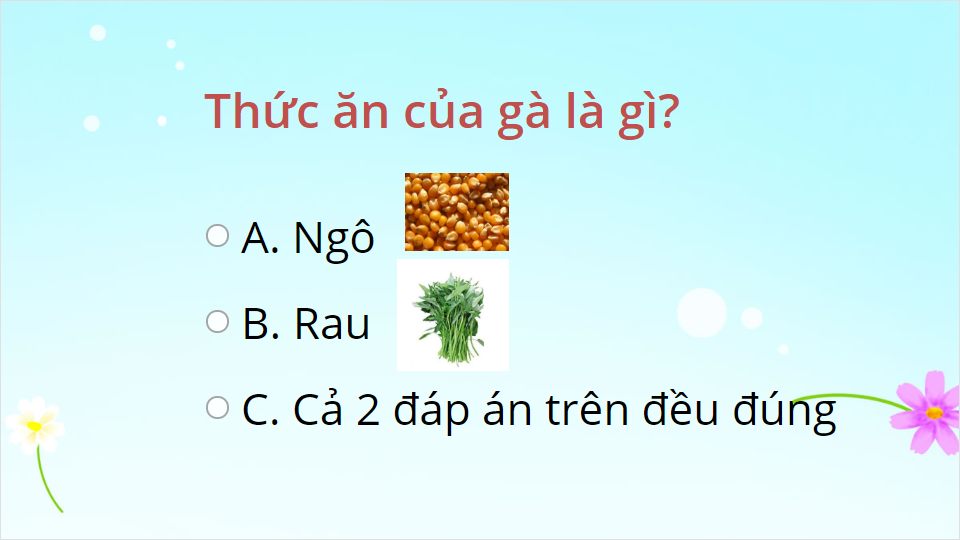 Thức ăn của gà là gì?
A. Ngô
B. Rau
C. Cả 2 đáp án trên đều đúng